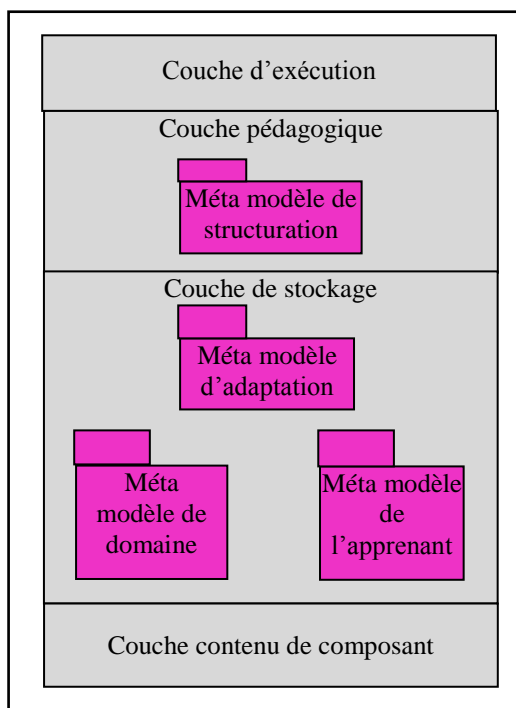 Couche d’exécution
Couche pédagogique
Méta modèle de
structuration
Couche de stockage
Méta modèle
d’adaptation
Méta
modèle de
domaine
Méta modèle
de
l’apprenant
Couche contenu de composant